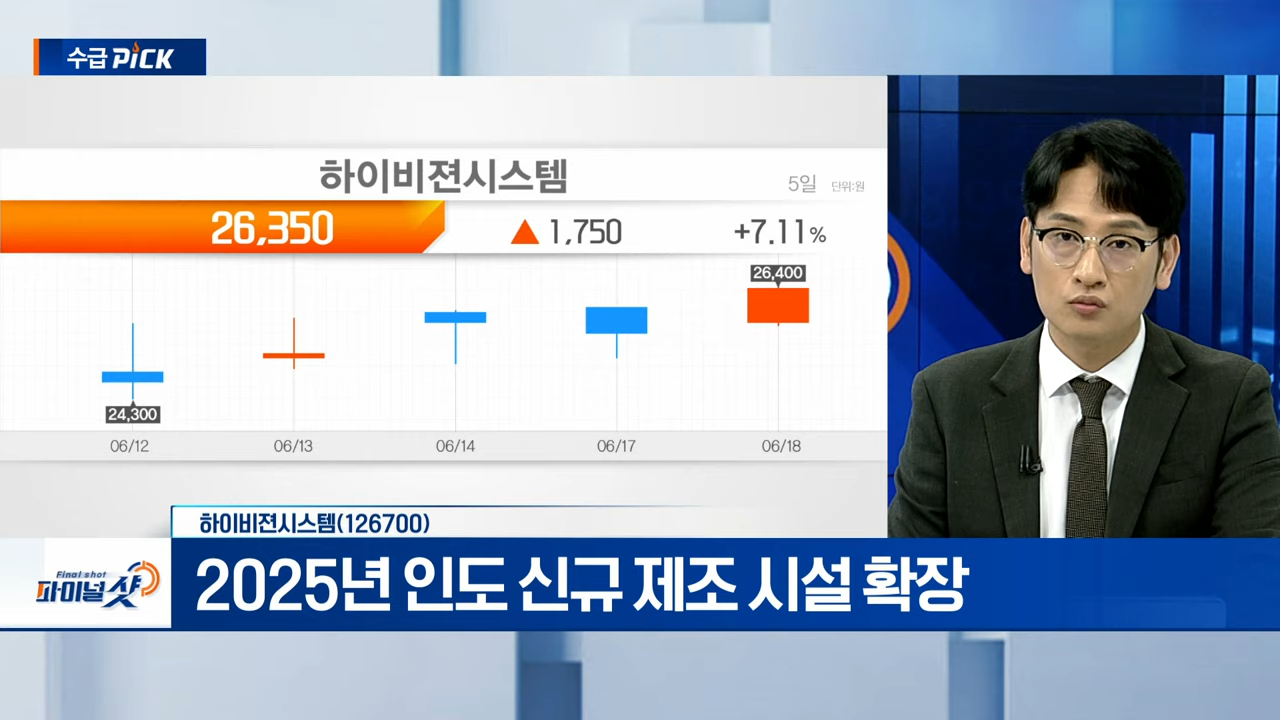 수급 PiCK
하이비젼시스템
5일 단위:원
26,350 ▲ 1,750 +7.11%
26,400
24,300
06/12 06/13 06/14 06/17 06/18
하이비젼시스템(126700)
Final shot
파이널샷
2025년 인도 신규 제조 시설 확장